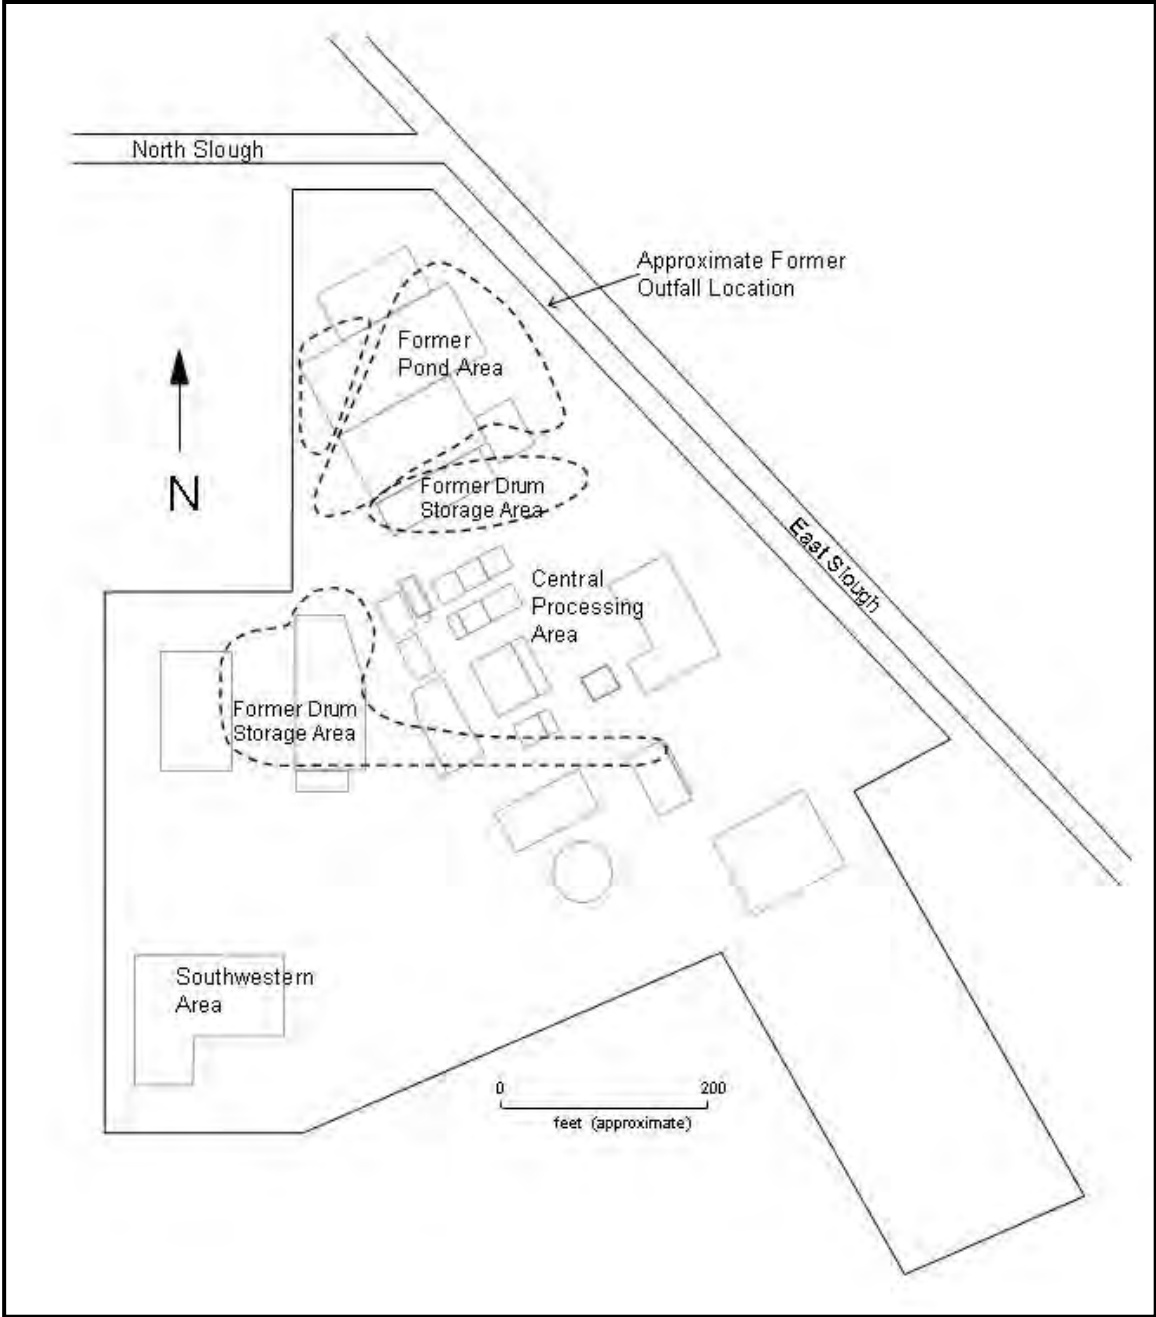 North Slough
Approximate Former
Outfall Location
Former
Pond Area
N
Former Drum
Storage Area
East Slough
Central
Processing
Area
Former Drum
Storage Area
Southwestern
Area
0 200
feet (approximate)